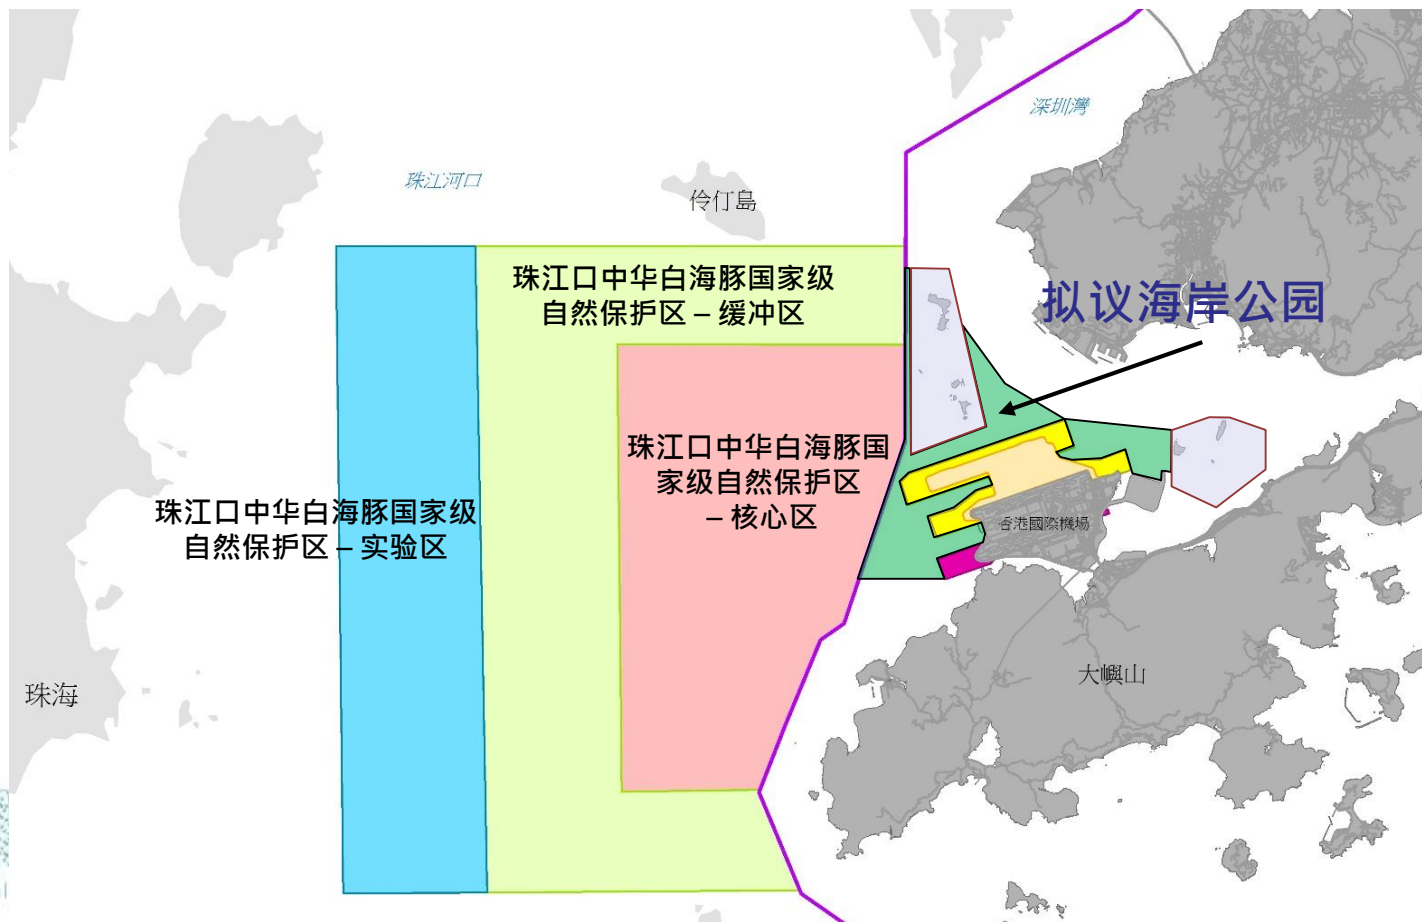 深圳灣
珠江河口
伶仃島
珠江口中华白海豚国家级
自然保护区 – 缓冲区
拟议海岸公园
珠江口中华白海豚国
家级自然保护区
– 核心区
珠江口中华白海豚国家级
自然保护区 – 实验区
香港國際機場
大嶼山
珠海